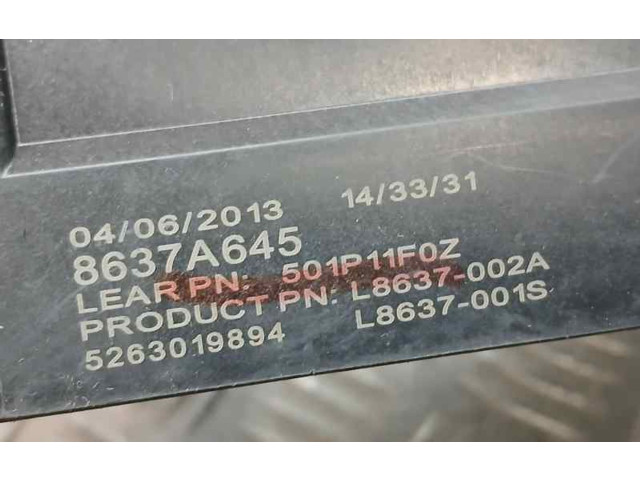 04/06/2013 14/33/31
8637A645
LEAR PN: 501P11F0Z
PRODUCT PN: L8637-002A
5263019894 L8637-001S